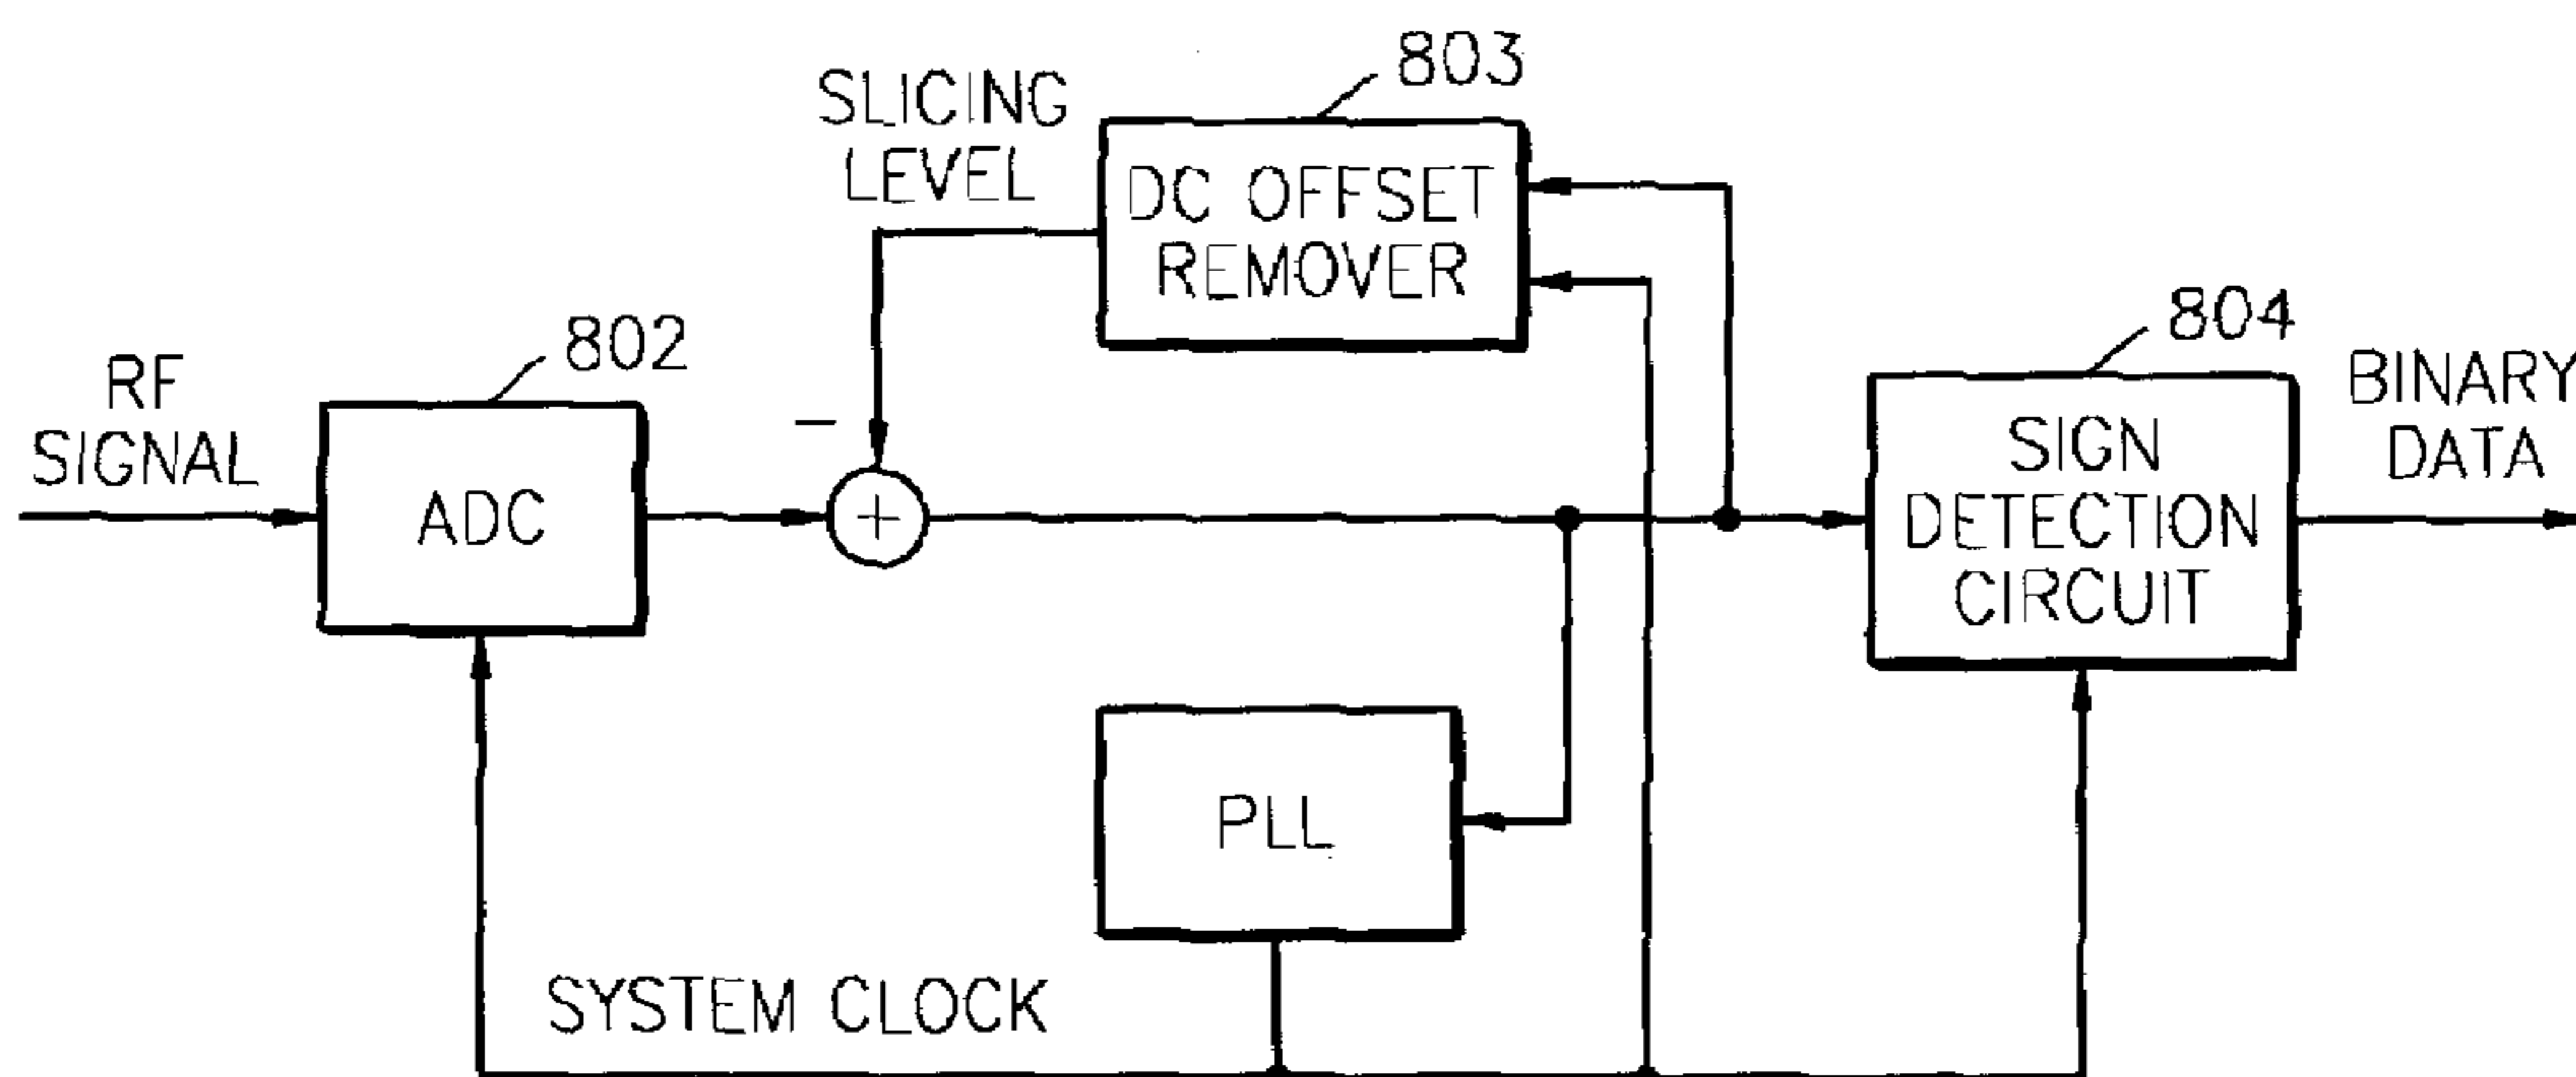 803
SLICING
LEVEL
DC OFFSET
REMOVER
802
804
RF
SIGNAL
BINARY
DATA
−
ADC
+
SIGN
DETECTION
CIRCUIT
PLL
SYSTEM CLOCK